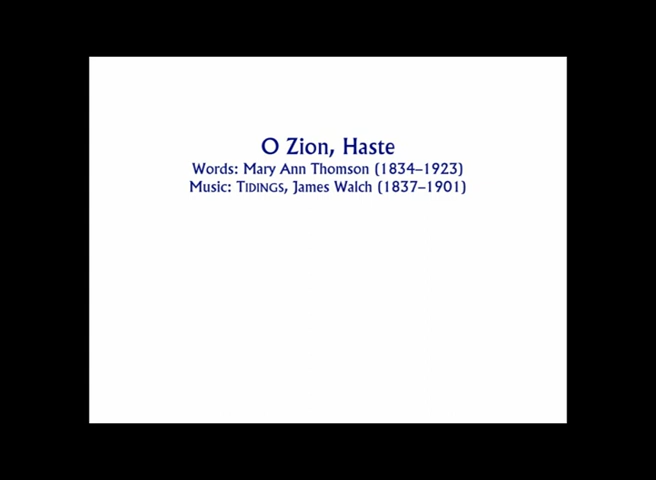 O Zion, Haste
Words: Mary Ann Thomson (1834–1923)
Music: TIDINGS, James Walch (1837–1901)